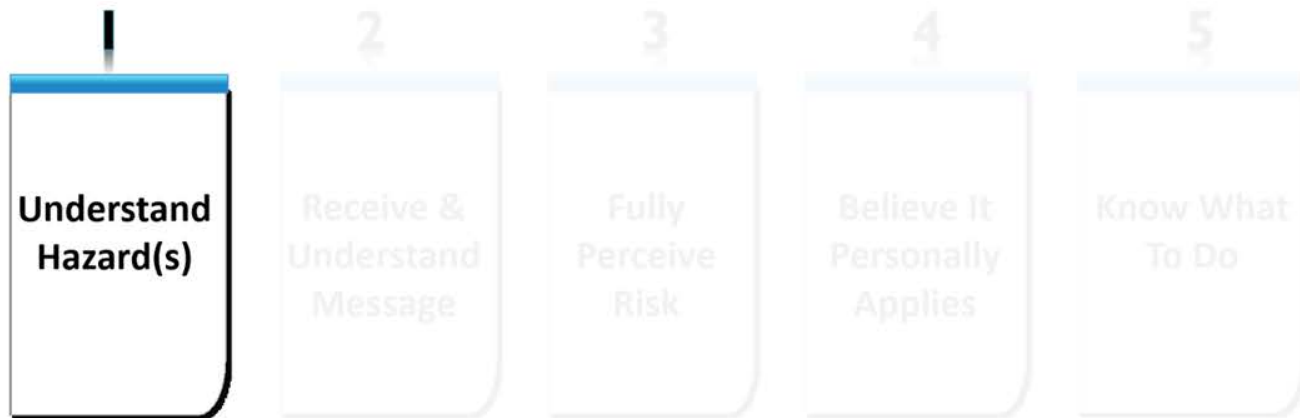 1
Understand
Hazard(s)
2
Receive &
Understand
Message
3
Fully
Perceive
Risk
4
Believe It
Personally
Applies
5
Know What
To Do